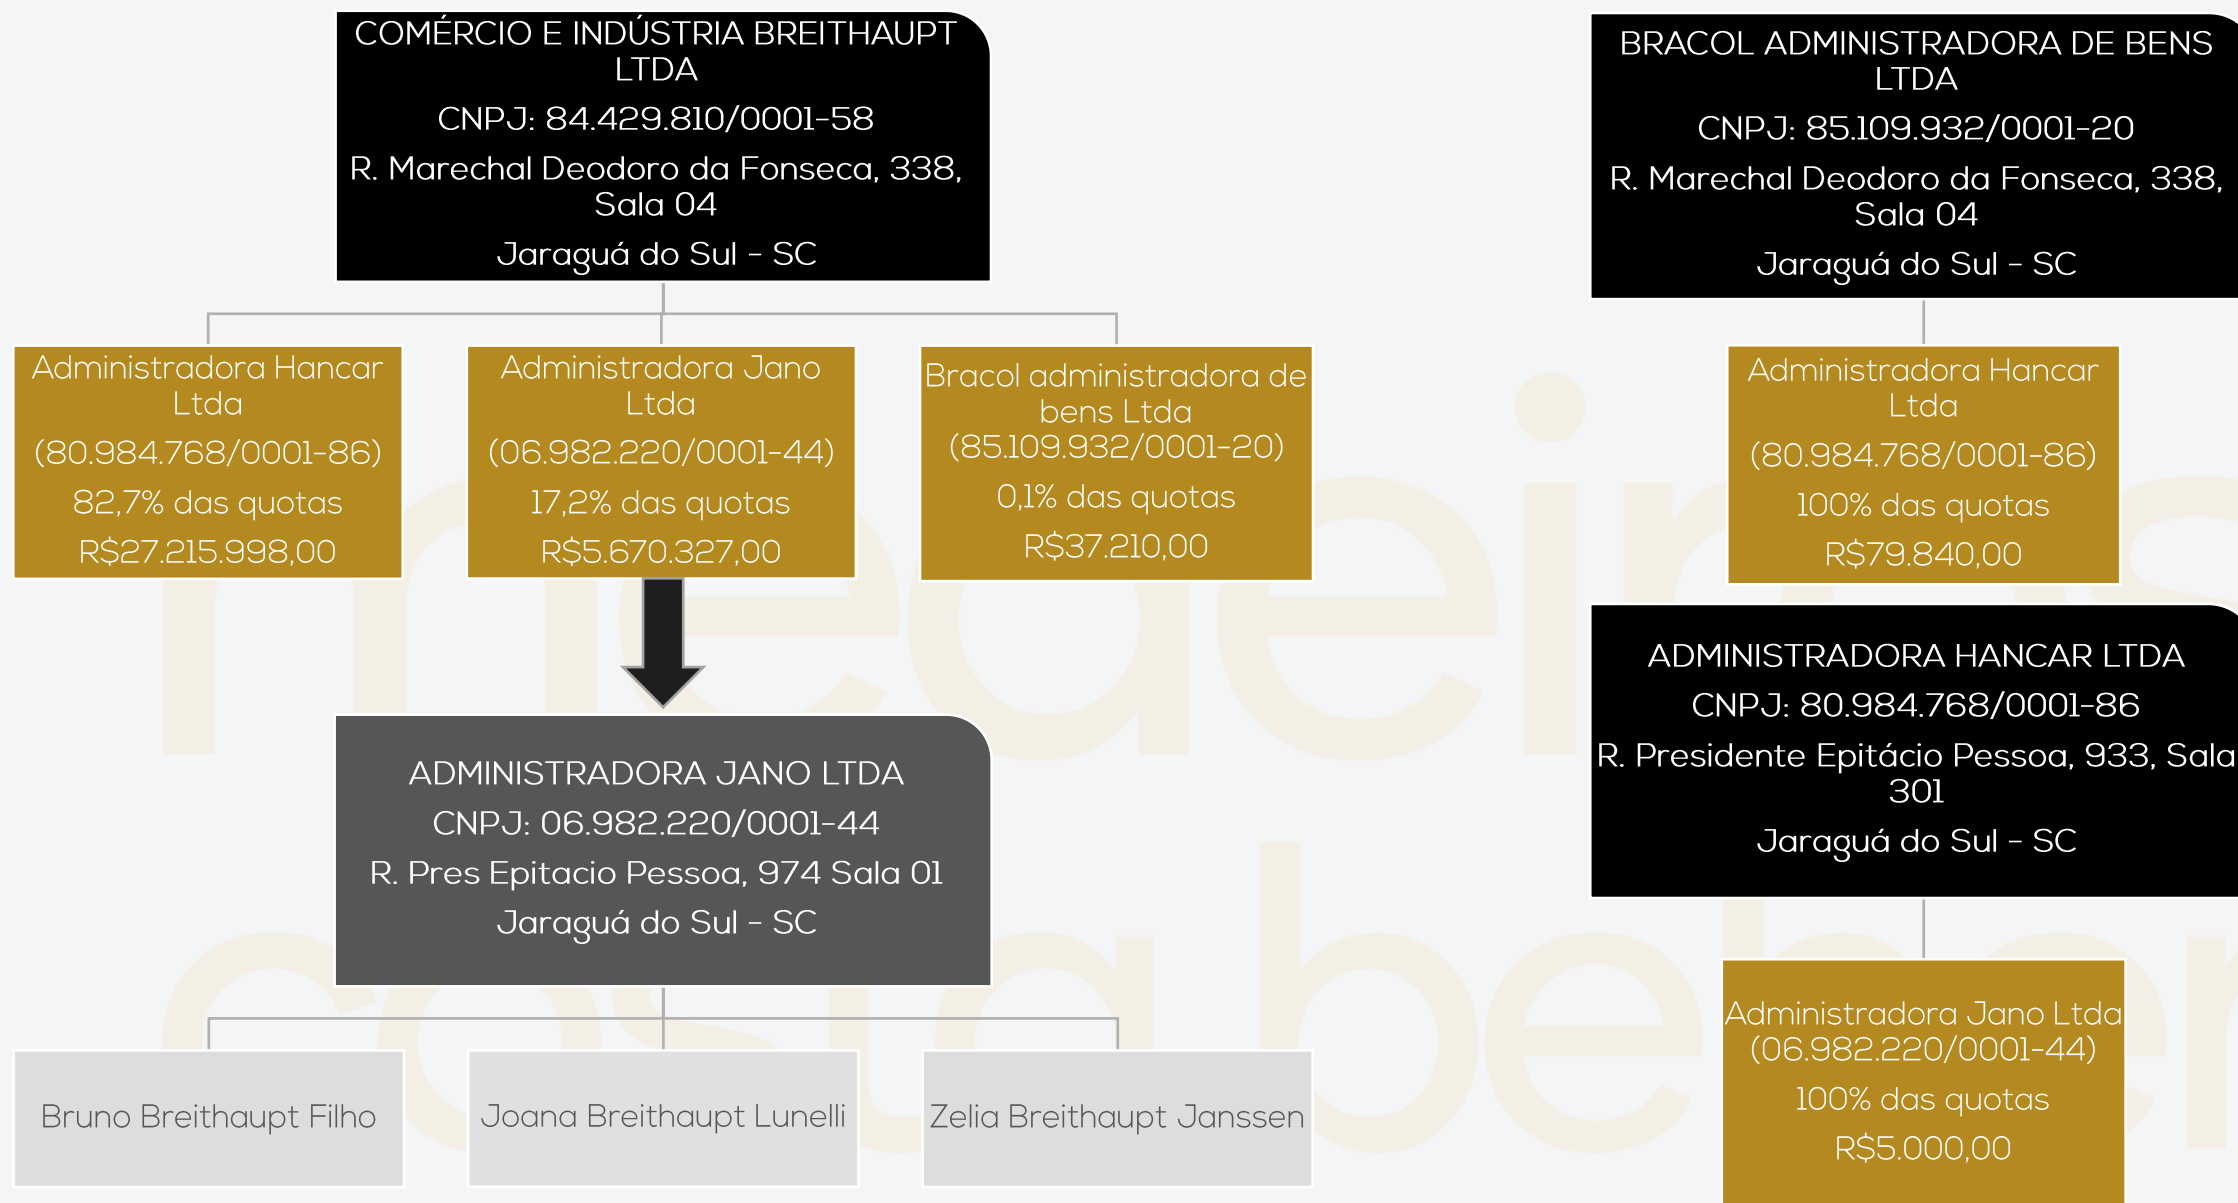 COMÉRCIO E INDÚSTRIA BREITHAUPT
LTDA
CNPJ: 84.429.810/0001-58
R. Marechal Deodoro da Fonseca, 338,
Sala 04
Jaraguá do Sul - SC
Administradora Hancar
Ltda
(80.984.768/0001-86)
82,7% das quotas
R$27.215.998,00
Administradora Jano
Ltda
(06.982.220/0001-44)
17,2% das quotas
R$5.670.327,00
Bracol administradora de
bens Ltda
(85.109.932/0001-20)
0,1% das quotas
R$37.210,00
ADMINISTRADORA JANO LTDA
CNPJ: 06.982.220/0001-44
R. Pres Epitacio Pessoa, 974 Sala 01
Jaraguá do Sul - SC
Bruno Breithaupt Filho
Joana Breithaupt Lunelli
Zelia Breithaupt Janssen
BRACOL ADMINISTRADORA DE BENS
LTDA
CNPJ: 85.109.932/0001-20
R. Marechal Deodoro da Fonseca, 338,
Sala 04
Jaraguá do Sul - SC
Administradora Hancar
Ltda
(80.984.768/0001-86)
100% das quotas
R$79.840,00
ADMINISTRADORA HANCAR LTDA
CNPJ: 80.984.768/0001-86
R. Presidente Epitácio Pessoa, 933, Sala
301
Jaraguá do Sul - SC
Administradora Jano Ltda
(06.982.220/0001-44)
100% das quotas
R$5.000,00